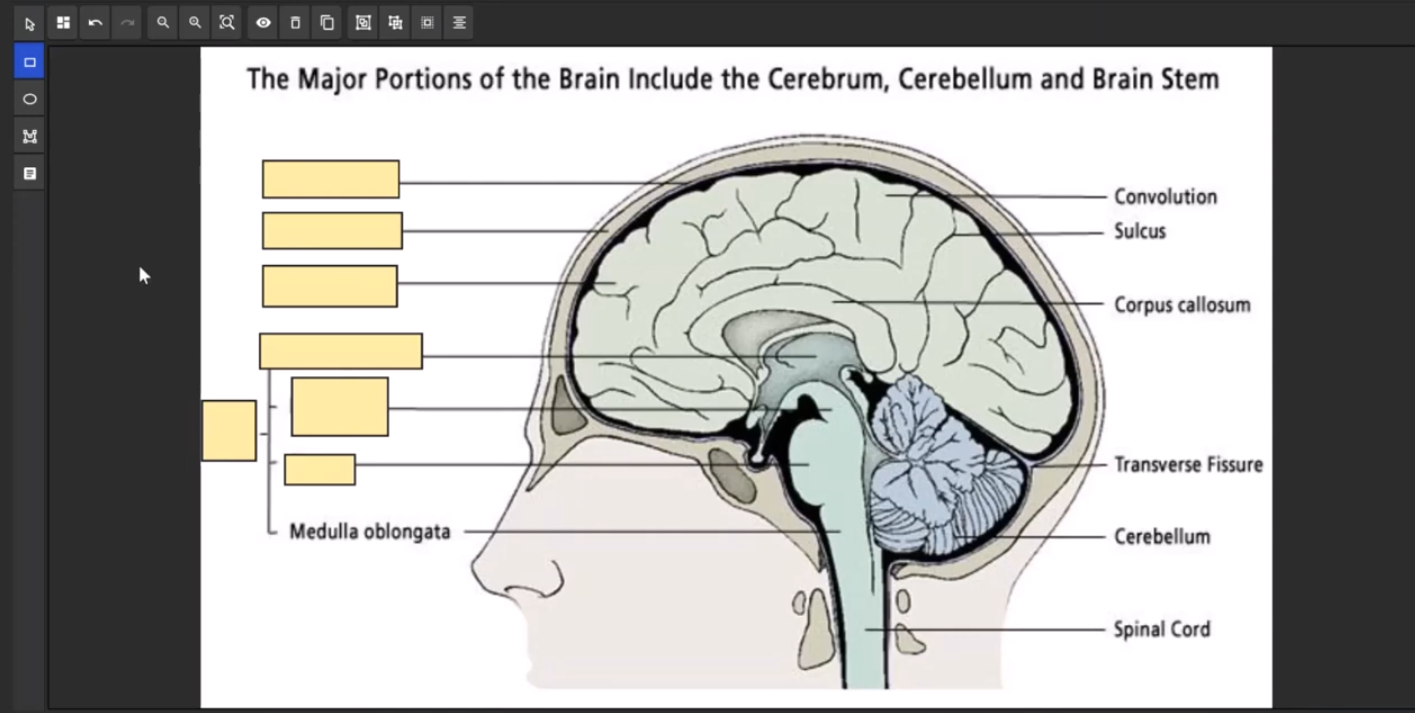 The Major Portions of the Brain Include the Cerebrum, Cerebellum and Brain Stem
Convolution
Sulcus
Corpus callosum
Transverse Fissure
Medulla oblongata
Cerebellum
Spinal Cord